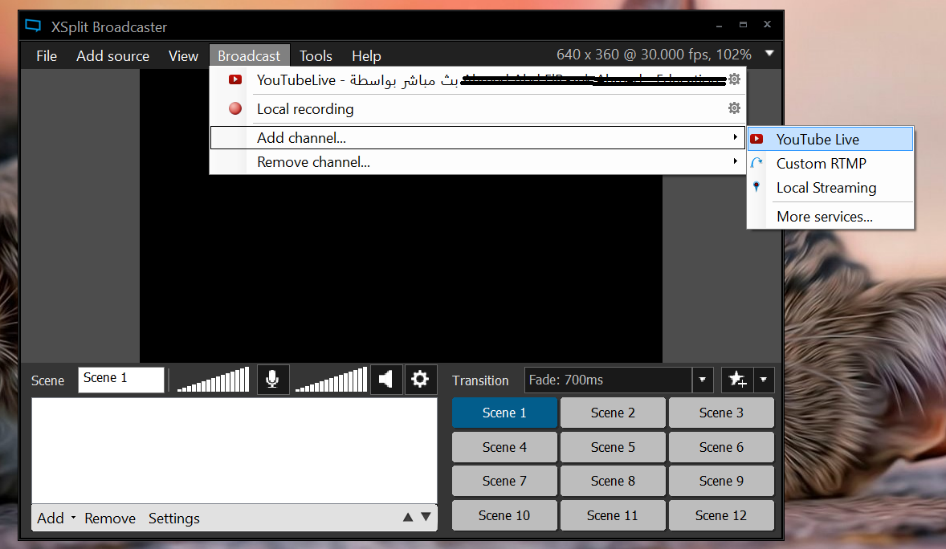 XSplit Broadcaster
File Add source View Broadcast Tools Help 640 x 360 @ 30.000 fps, 102%
YouTubeLive - بث مباشر بواسطة
Local recording
Add channel...
Remove channel...
YouTube Live
Custom RTMP
Local Streaming
More services...
Scene Scene 1
Transition Fade: 700ms
Scene 1 Scene 2 Scene 3
Scene 4 Scene 5 Scene 6
Scene 7 Scene 8 Scene 9
Scene 10 Scene 11 Scene 12
Add Remove Settings